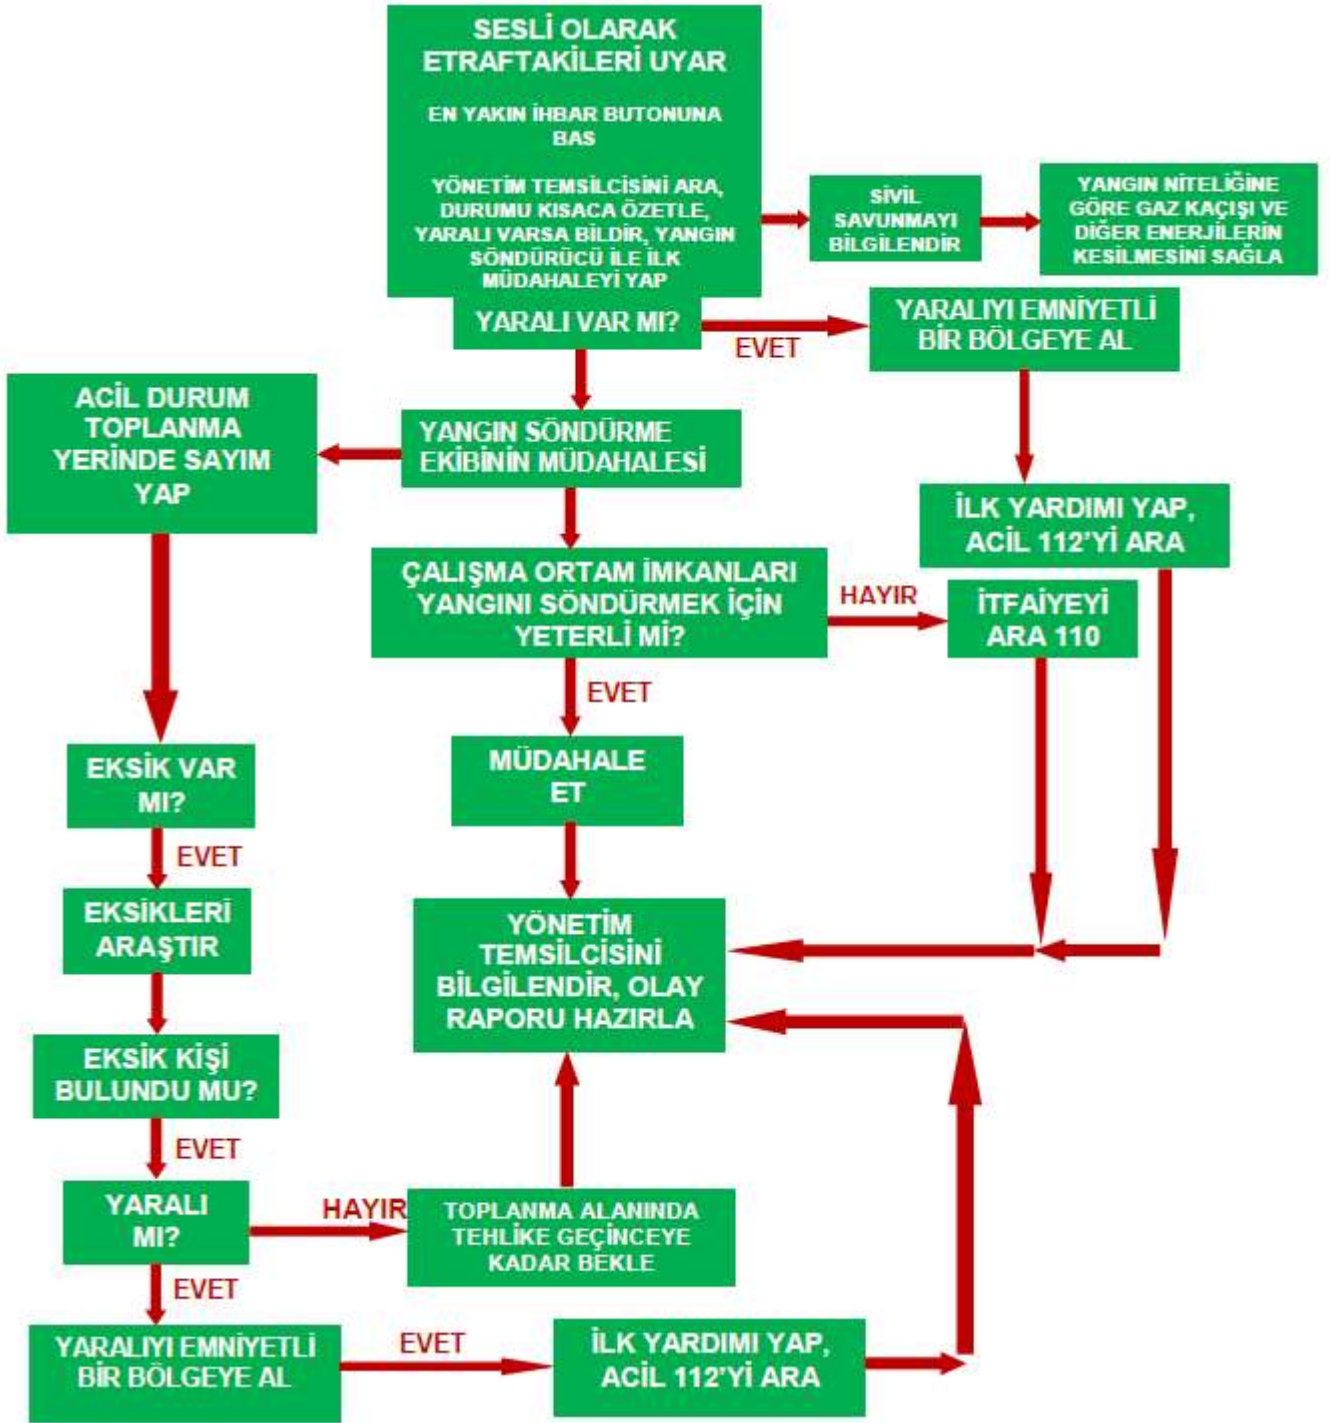 SESLİ OLARAK
ETRAFTAKİLERİ UYAR
EN YAKIN İHBAR BUTONUNA
BAS
YÖNETİM TEMSİLCİSİNİ ARA,
DURUMU KISACA ÖZETLE,
YARALI VARSA BİLDİR, YANGIN
SÖNDÜRÜCÜ İLE İLK
MÜDAHALEYİ YAP
SİVİL
SAVUNMAYI
BİLGİLENDİR
YANGIN NİTELİĞİNE
GÖRE GAZ KAÇIŞI VE
DİĞER ENERJİLERİN
KESİLMESİNİ SAĞLA
YARALI VAR MI?
EVET
YARALIYI EMNİYETLİ
BİR BÖLGEYE AL
ACİL DURUM
TOPLANMA
YERİNDE SAYIM
YAP
YANGIN SÖNDÜRME
EKİBİNİN MÜDAHALESİ
İLK YARDIMI YAP,
ACİL 112'Yİ ARA
ÇALIŞMA ORTAM İMKANLARI
YANGINI SÖNDÜRMEK İÇİN
YETERLİ Mİ?
HAYIR
İTFAİYEYİ
ARA 110
EVET
MÜDAHALE
ET
EKSİK VAR
MI?
EVET
EKSİKLERİ
ARAŞTIR
YÖNETİM
TEMSİLCİSİNİ
BİLGİLENDİR, OLAY
RAPORU HAZIRLA
EKSİK KİŞİ
BULUNDU MU?
EVET
YARALI
MI?
HAYIR
TOPLANMA ALANINDA
TEHLİKE GEÇİNCEYE
KADAR BEKLE
EVET
YARALIYI EMNİYETLİ
BİR BÖLGEYE AL
EVET
İLK YARDIMI YAP,
ACİL 112'Yİ ARA